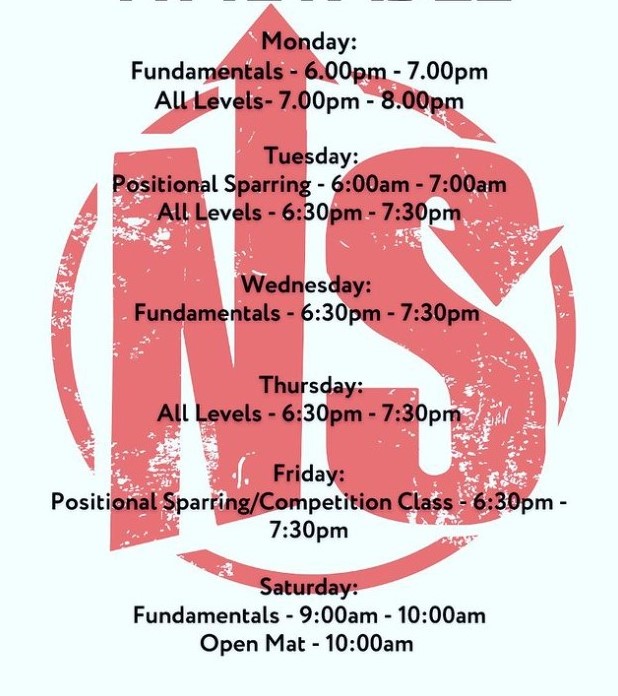 Monday:
Fundamentals - 6.00pm - 7.00pm
All Levels- 7.00pm - 8.00pm
Tuesday:
Positional Sparring - 6:00am - 7:00am
All Levels - 6:30pm - 7:30pm
Wednesday:
Fundamentals - 6:30pm - 7:30pm
Thursday:
All Levels - 6:30pm - 7:30pm
Friday:
Positional Sparring/Competition Class - 6:30pm -
7:30pm
Saturday:
Fundamentals - 9:00am - 10:00am
Open Mat - 10:00am
NS